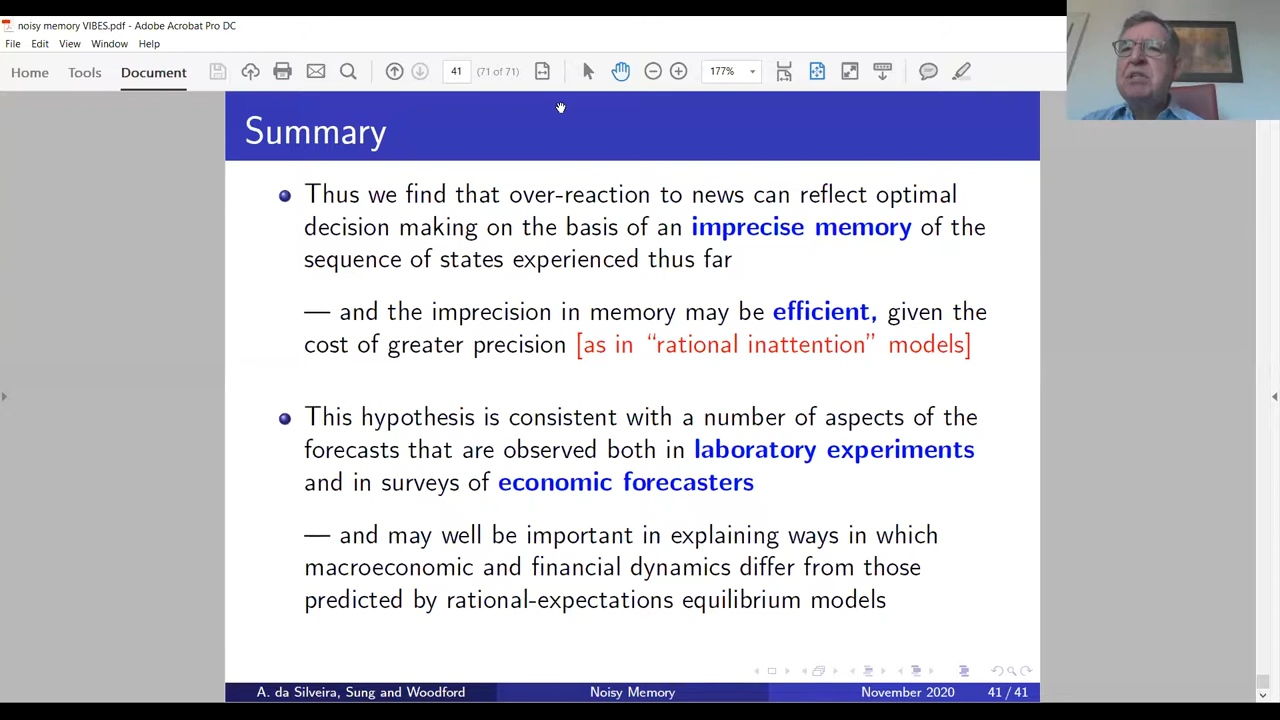 noisy memory VIBES.pdf - Adobe Acrobat Pro DC
File Edit View Window Help
Home Tools Document 41 (71 of 71) 177%
Summary
Thus we find that over-reaction to news can reflect optimal
decision making on the basis of an imprecise memory of the
sequence of states experienced thus far
— and the imprecision in memory may be efficient, given the
cost of greater precision [as in “rational inattention” models]
This hypothesis is consistent with a number of aspects of the
forecasts that are observed both in laboratory experiments
and in surveys of economic forecasters
— and may well be important in explaining ways in which
macroeconomic and financial dynamics differ from those
predicted by rational-expectations equilibrium models
A. da Silveira, Sung and Woodford Noisy Memory November 2020 41 / 41